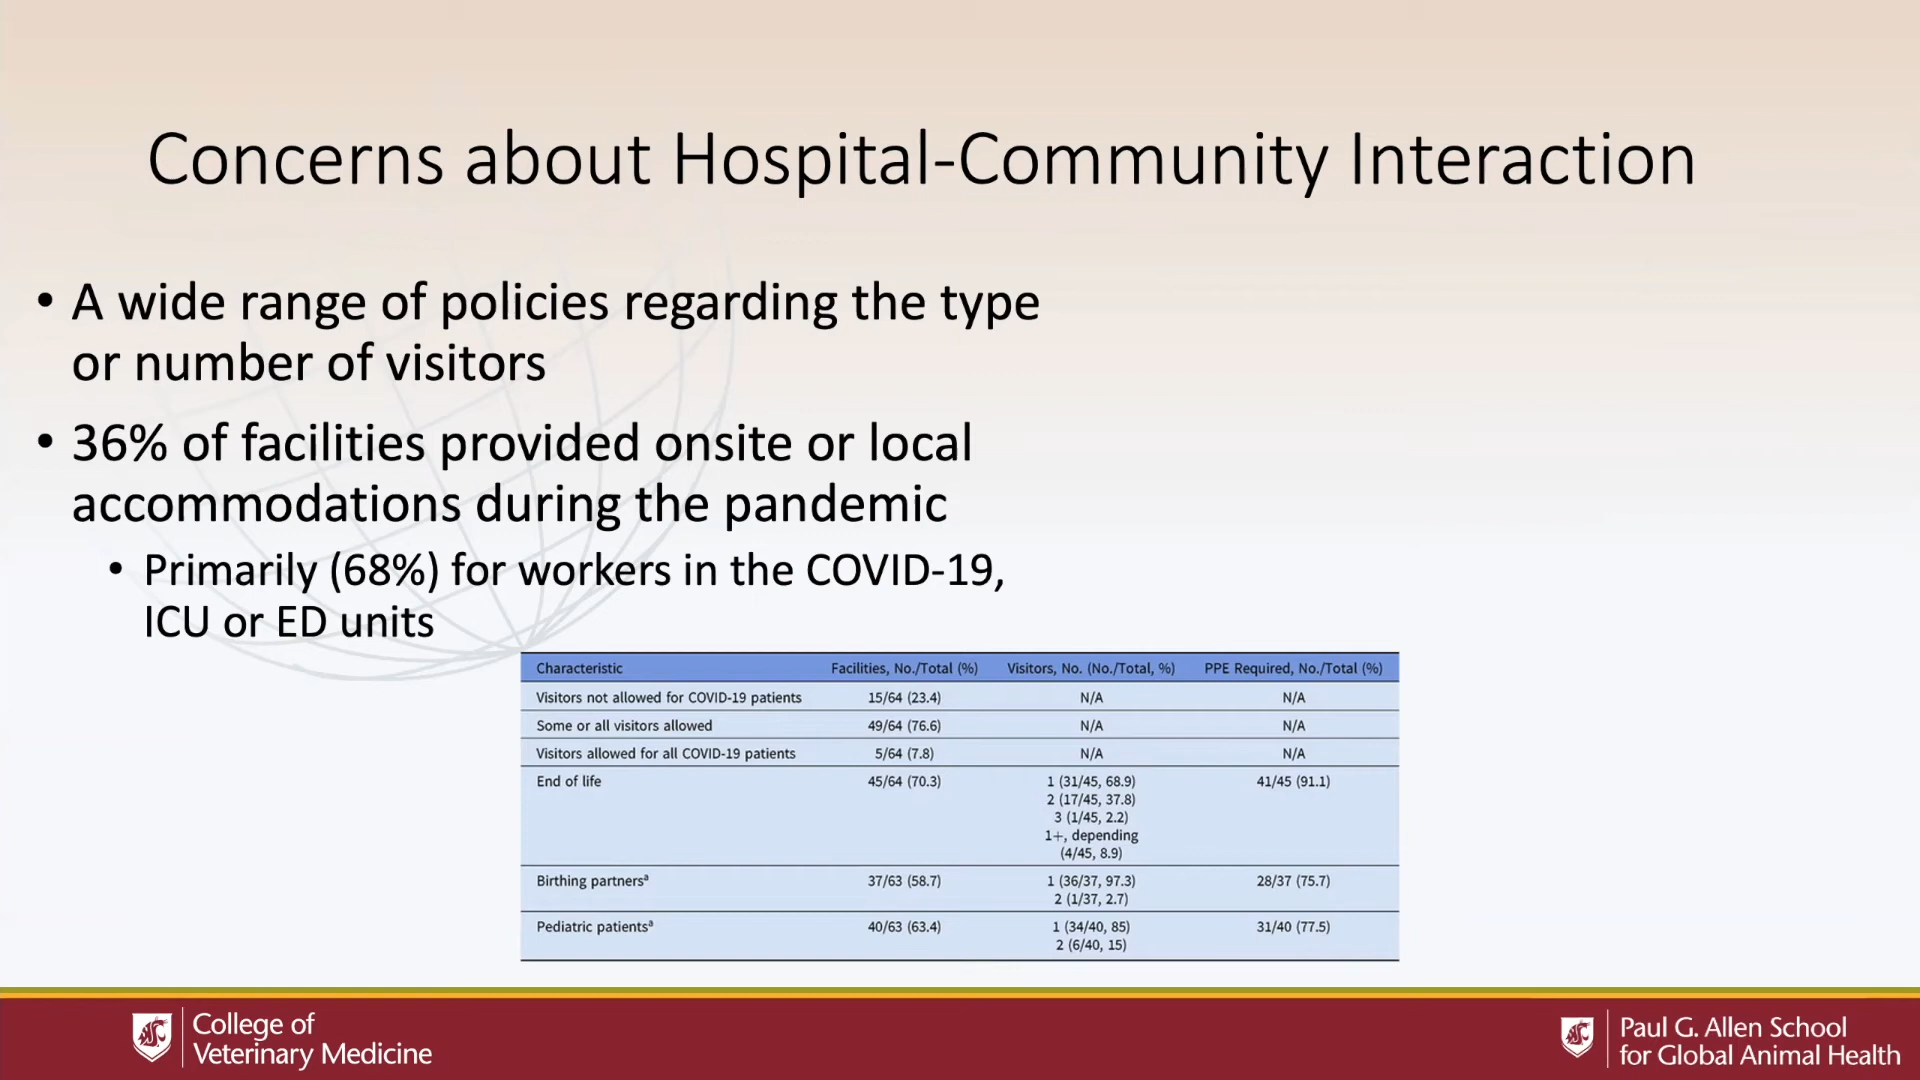 Concerns about Hospital-Community Interaction
• A wide range of policies regarding the type
or number of visitors
• 36% of facilities provided onsite or local
accommodations during the pandemic
• Primarily (68%) for workers in the COVID-19,
ICU or ED units
Characteristic Facilities, No./Total (%) Visitors, No. (No./Total, %) PPE Required, No./Total (%)
Visitors not allowed for COVID-19 patients 15/64 (23.4) N/A N/A
Some or all visitors allowed 49/64 (76.6) N/A N/A
Visitors allowed for all COVID-19 patients 5/64 (7.8) N/A N/A
End of life 45/64 (70.3) 1 (31/45, 68.9) 41/45 (91.1)
2 (17/45, 37.8)
3 (1/45, 2.2)
1+, depending
(4/45, 8.9)
Birthing partnersᵃ 37/63 (58.7) 1 (36/37, 97.3) 28/37 (75.7)
2 (1/37, 2.7)
Pediatric patientsᵃ 40/63 (63.4) 1 (34/40, 85) 31/40 (77.5)
2 (6/40, 15)
College of
Veterinary Medicine
Paul G. Allen School
for Global Animal Health